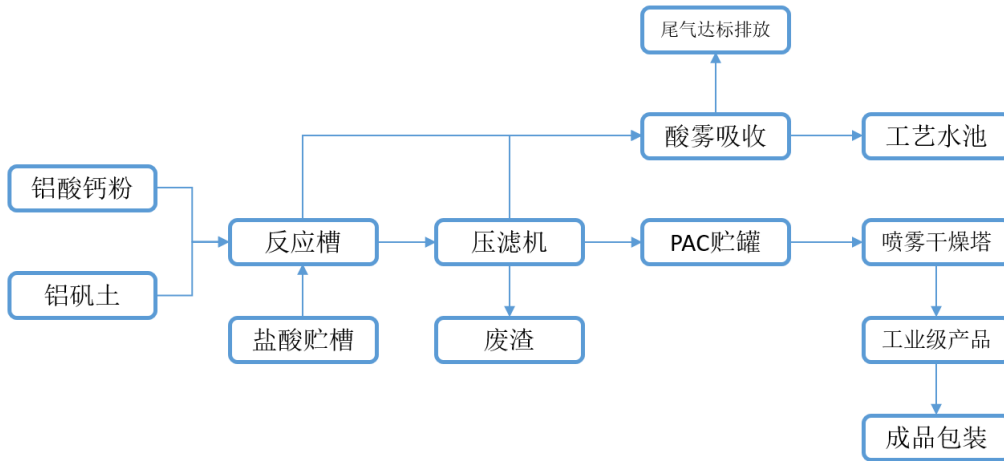 尾气达标排放
酸雾吸收
工艺水池
铝酸钙粉
反应槽
压滤机
PAC贮罐
喷雾干燥塔
铝矾土
盐酸贮槽
废渣
工业级产品
成品包装